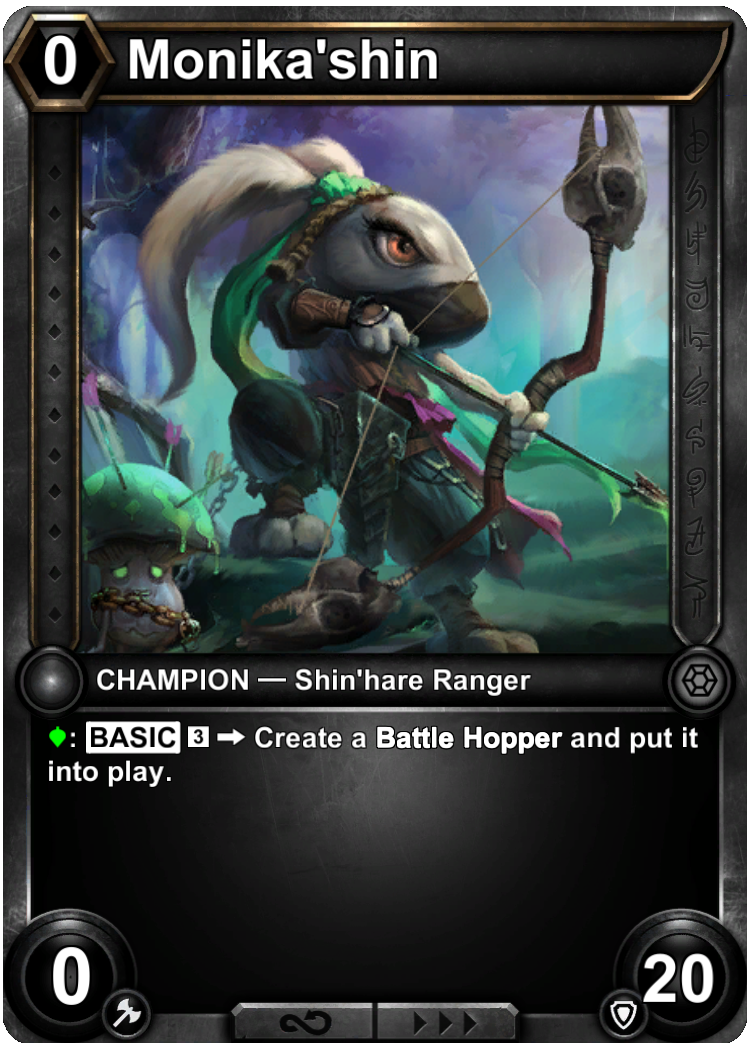 0
Monika'shin
CHAMPION — Shin'hare Ranger
: BASIC 3 ➞ Create a Battle Hopper and put it
into play.
0
20